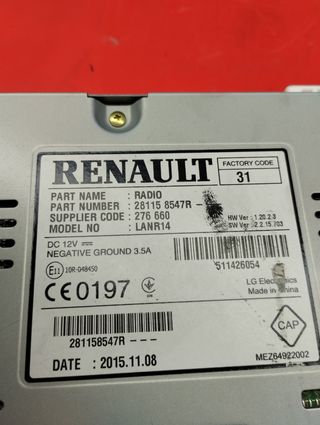 RENAULT
FACTORY CODE
31
PART NAME : RADIO
PART NUMBER : 28115 8547R -
SUPPLIER CODE : 276 660
MODEL NO : LANR14
HW Ver : 1.20.2.3
SW Ver : 2.2.15.703
DC 12V
NEGATIVE GROUND 3.5A
511426054
E11 10R-048450
CE0197
LG Electronics
Made in China
CAP
281158547R - - -
DATE : 2015.11.08
MEZ64922002